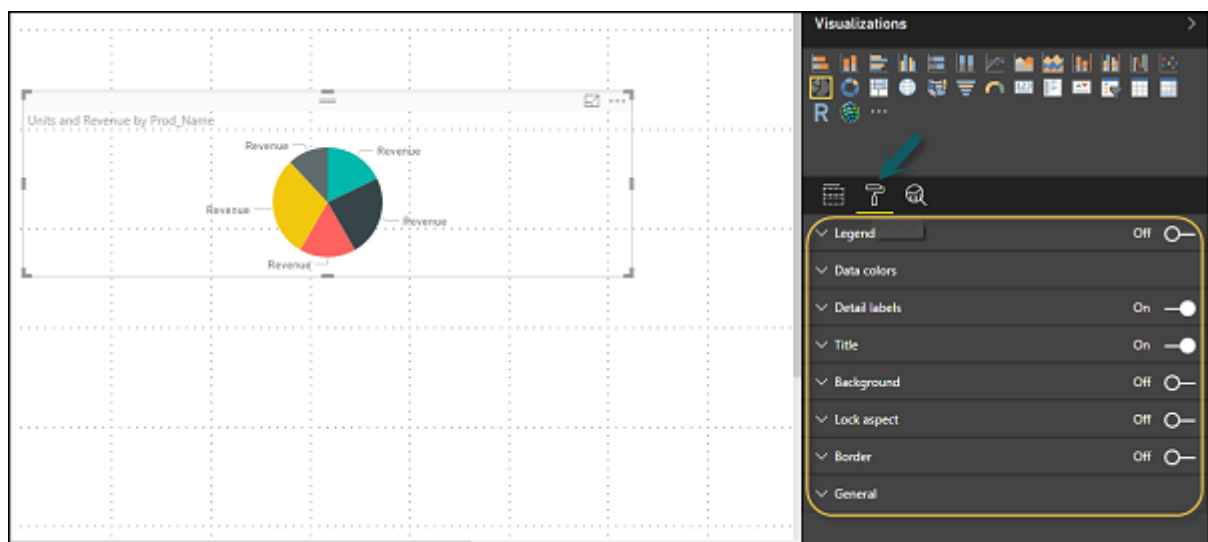 Visualizations
Units and Revenue by Prod_Name
Revenue
Revenue
Revenue
Revenue
Revenue
R
Legend Off
Data colors
Detail labels On
Title On
Background Off
Lock aspect Off
Border Off
General